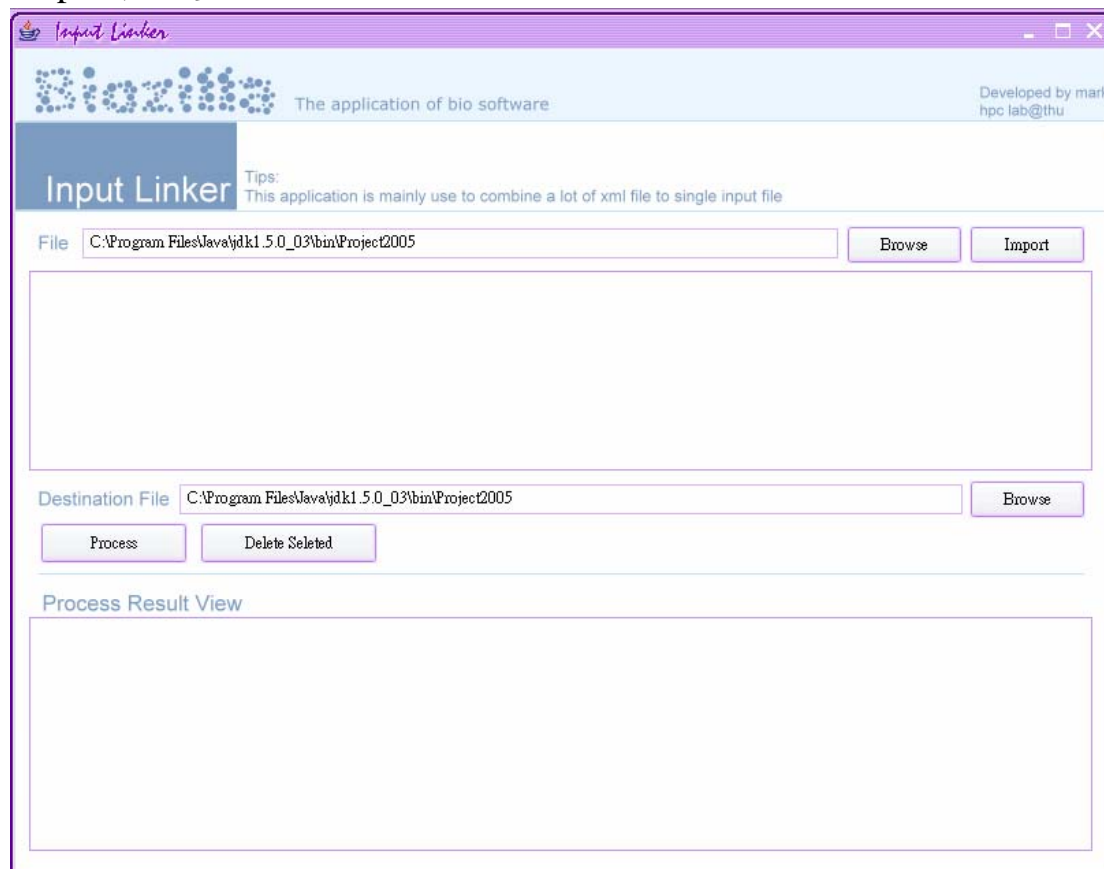 Input Linker
Biozilla The application of bio software
Developed by mark
hpc lab@thu
Input Linker
Tips:
This application is mainly use to combine a lot of xml file to single input file
File C:\Program Files\Java\jdk1.5.0_03\bin\Project2005 Browse Import
Destination File C:\Program Files\Java\jdk1.5.0_03\bin\Project2005 Browse
Process Delete Seleted
Process Result View